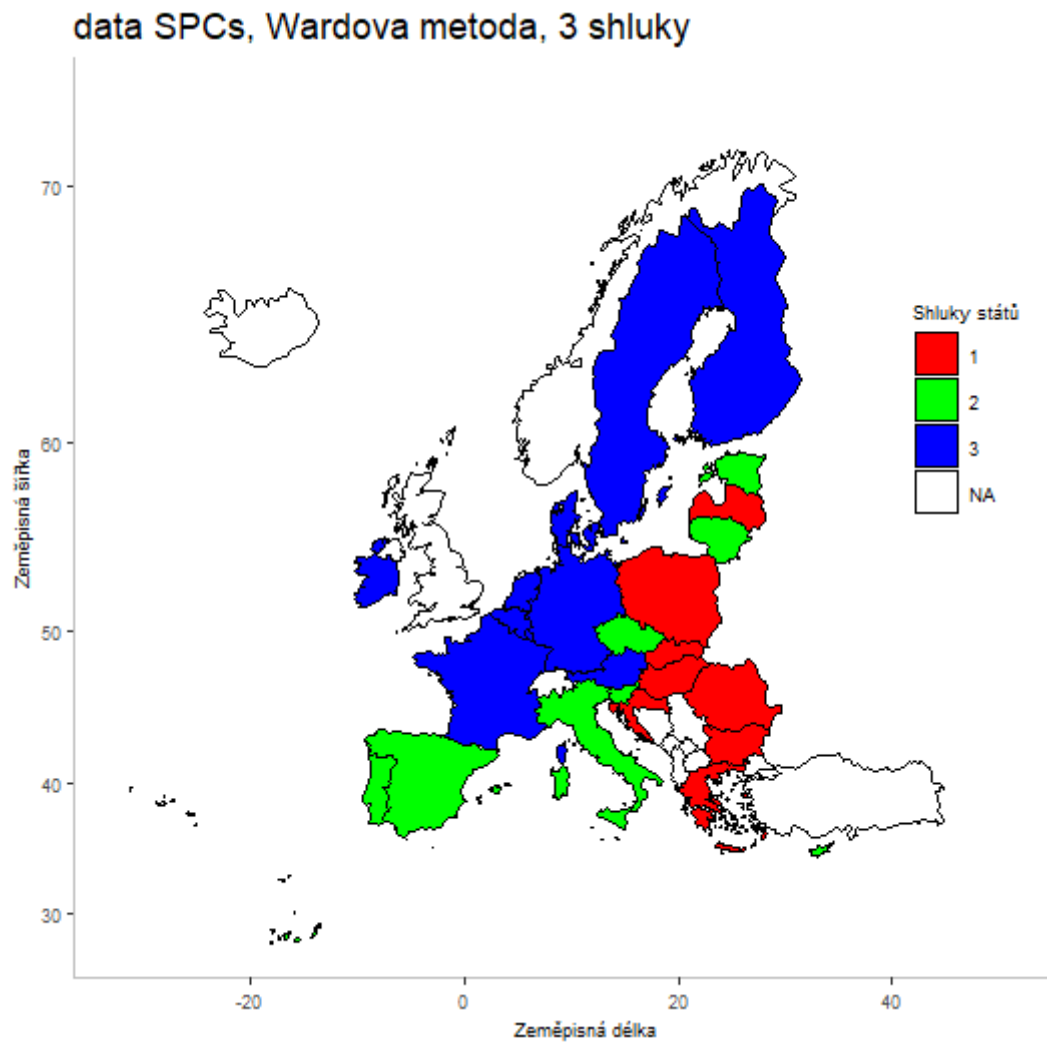 data SPCs, Wardova metoda, 3 shluky
70
60
50
40
30
Zeměpisná šířka
-20
0
20
40
Zeměpisná délka
Shluky států
1
2
3
NA